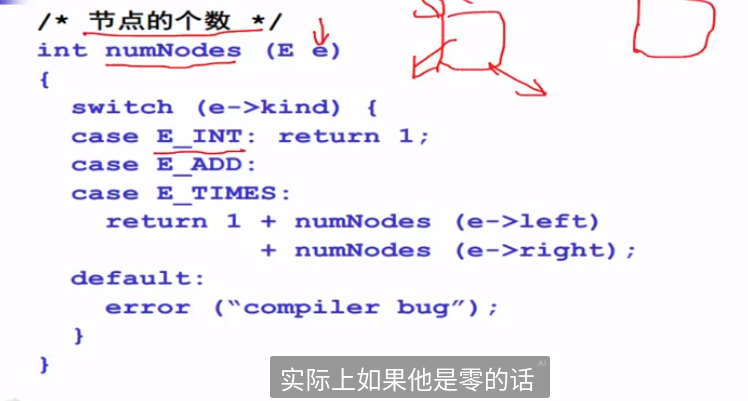 /* 节点的个数 */
int numNodes (E e)
{
switch (e->kind) {
case E_INT: return 1;
case E_ADD:
case E_TIMES:
return 1 + numNodes (e->left)
+ numNodes (e->right);
default:
error (“compiler bug”);
}
}
AI
实际上如果他是零的话